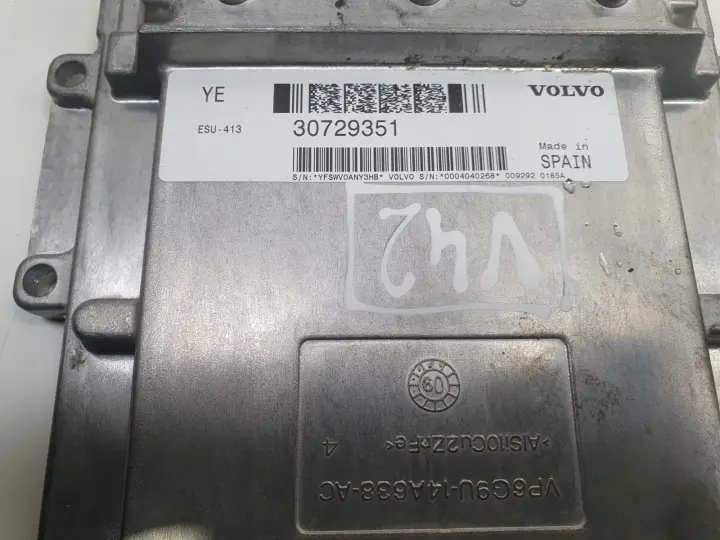 YE VOLVO
ESU-413 30729351
Made in
SPAIN
S/N:*YFSWV0ANY3HB* VOLVO S/N:*0004040268* 009292 0185A
V42
60
4 >AlSi10Cu2ZnFe<
VP6G9U-14A638-AC